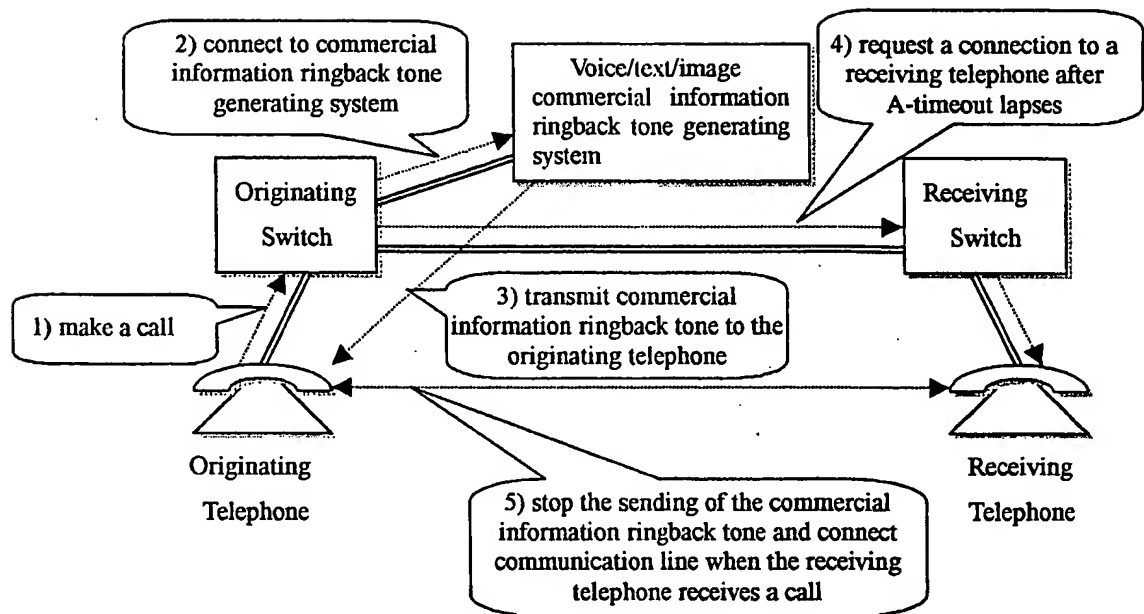 2) connect to commercial
information ringback tone
generating system
Voice/text/image
commercial information
ringback tone generating
system
4) request a connection to a
receiving telephone after
A-timeout lapses
Originating
Switch
Receiving
Switch
1) make a call
3) transmit commercial
information ringback tone to the
originating telephone
Originating
Telephone
Receiving
Telephone
5) stop the sending of the commercial
information ringback tone and connect
communication line when the receiving
telephone receives a call